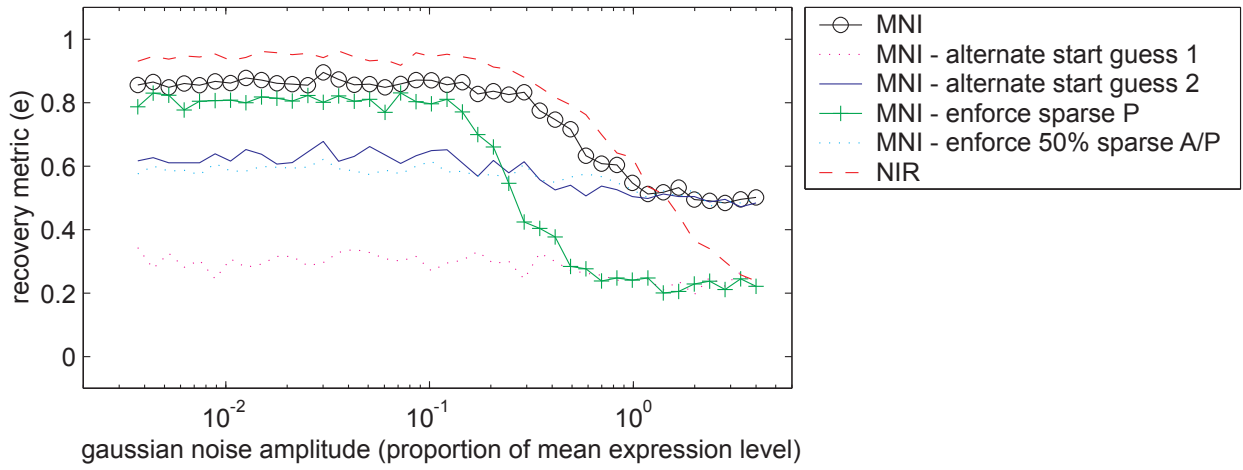 1
0.8
0.6
0.4
0.2
0
recovery metric (e)
10-2
10-1
100
gaussian noise amplitude (proportion of mean expression level)
MNI
MNI - alternate start guess 1
MNI - alternate start guess 2
MNI - enforce sparse P
MNI - enforce 50% sparse A/P
NIR